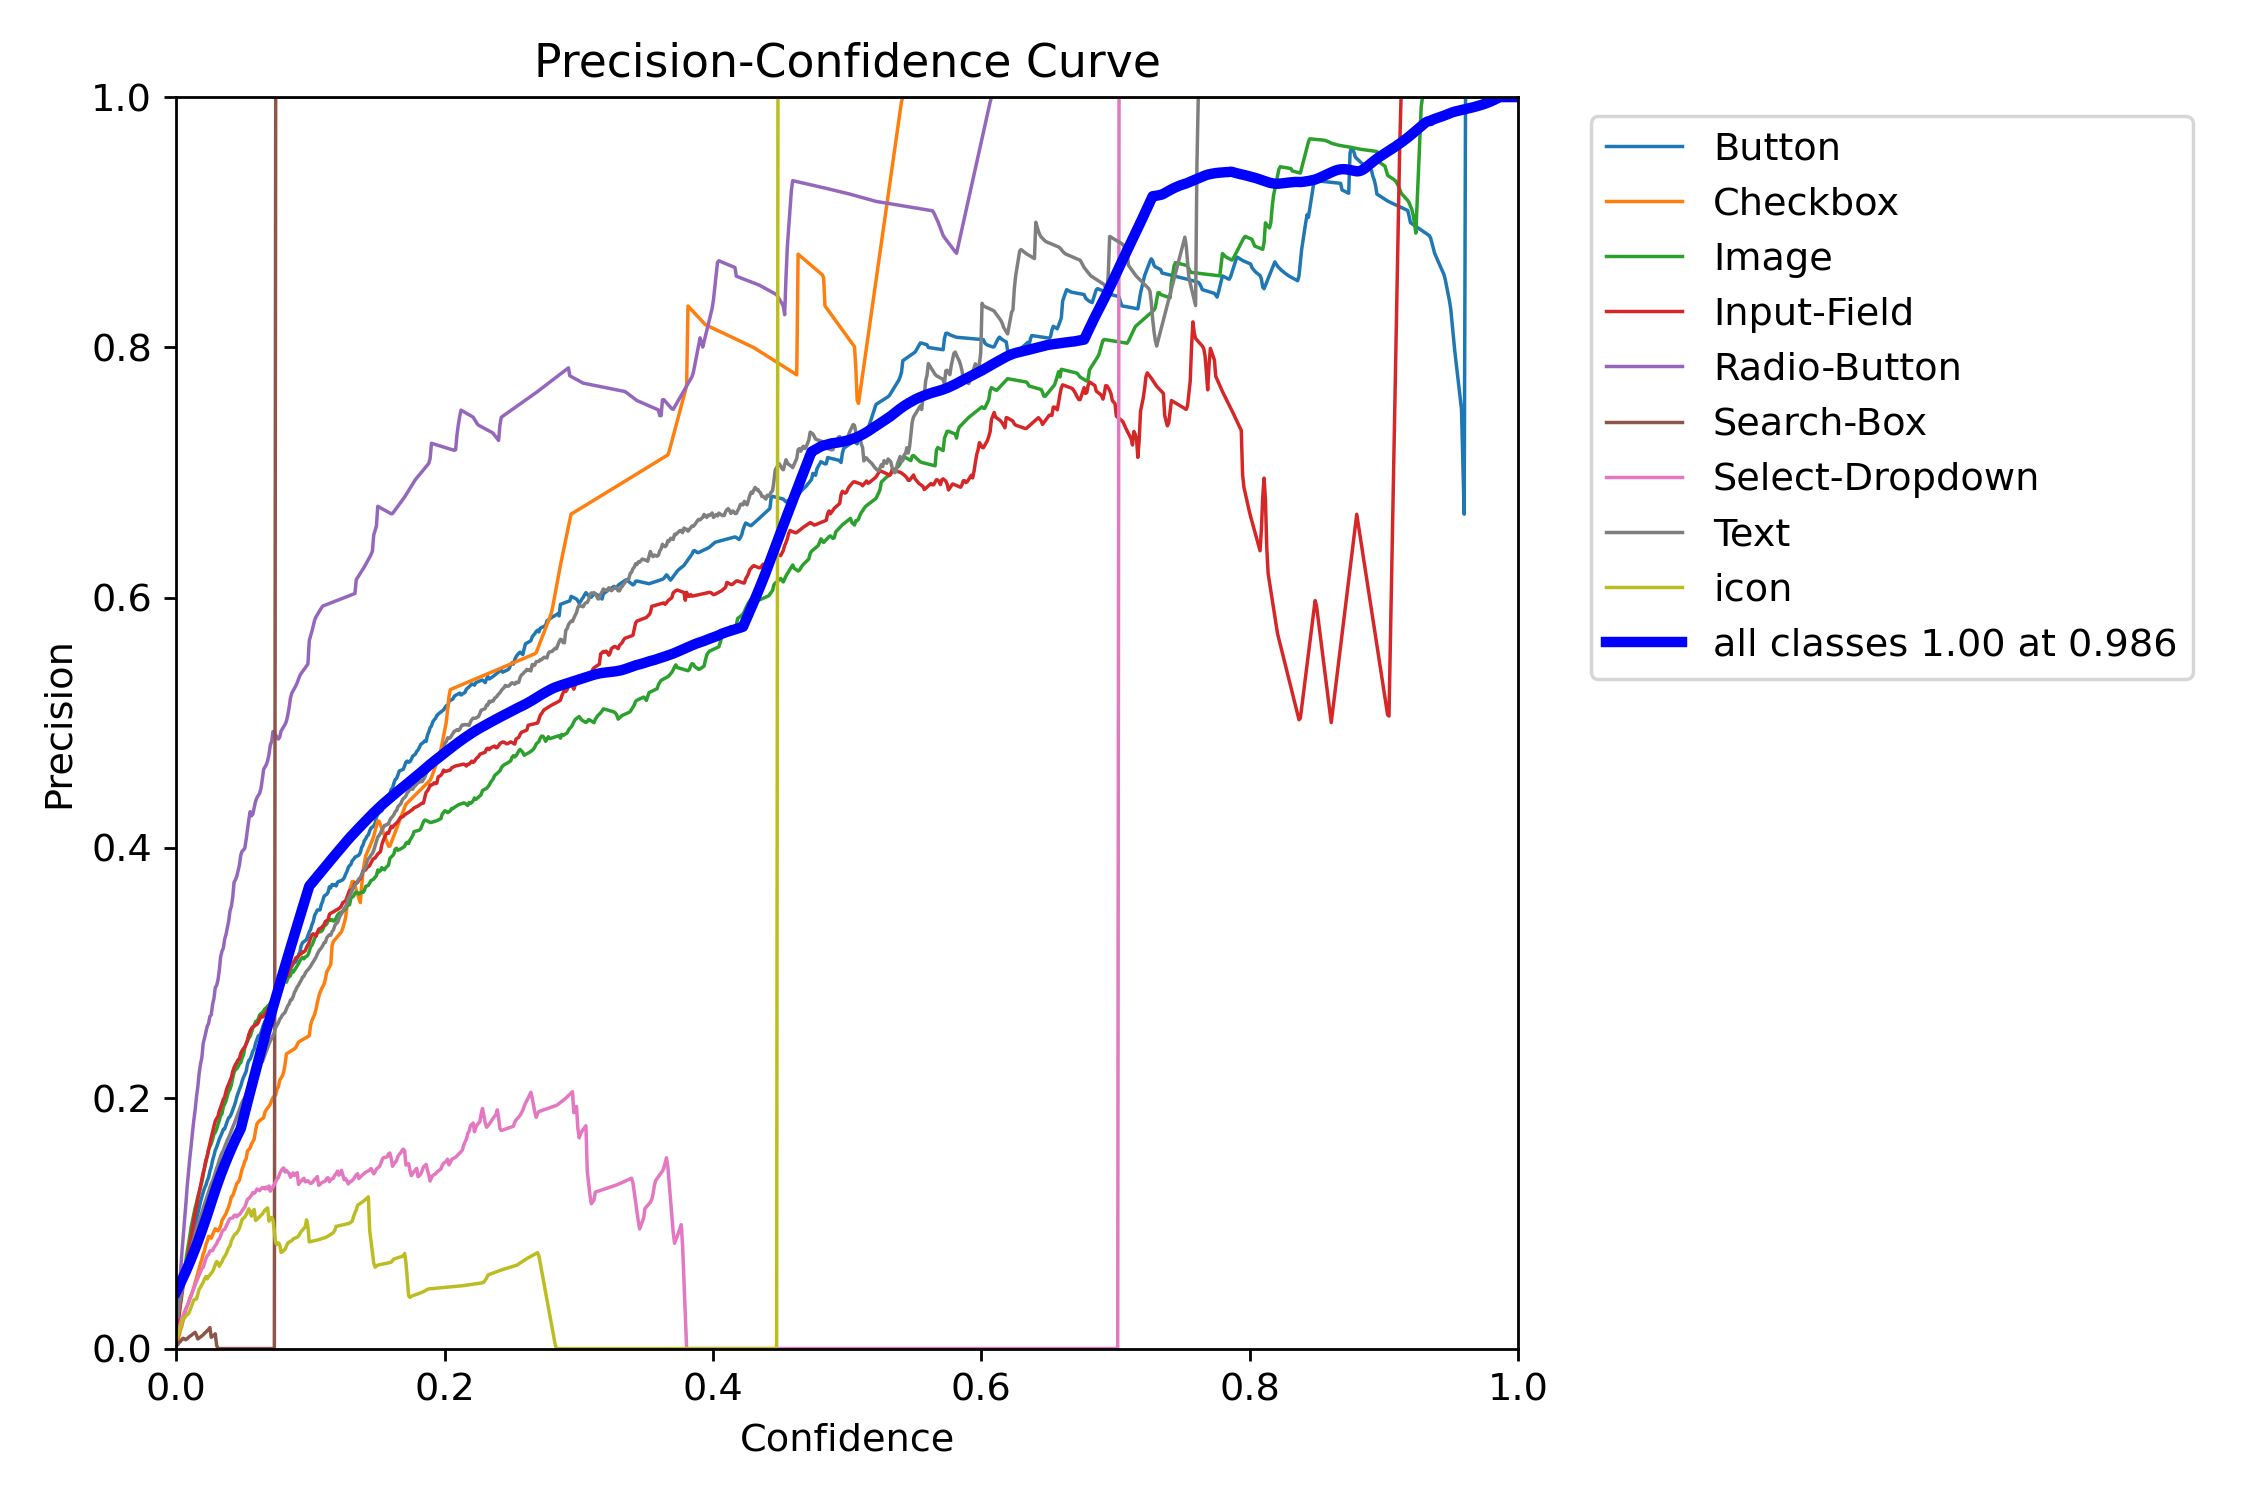 Precision-Confidence Curve
1.0
0.8
0.6
0.4
0.2
0.0
Precision
0.0 0.2 0.4 0.6 0.8 1.0
Confidence
Button
Checkbox
Image
Input-Field
Radio-Button
Search-Box
Select-Dropdown
Text
icon
all classes 1.00 at 0.986